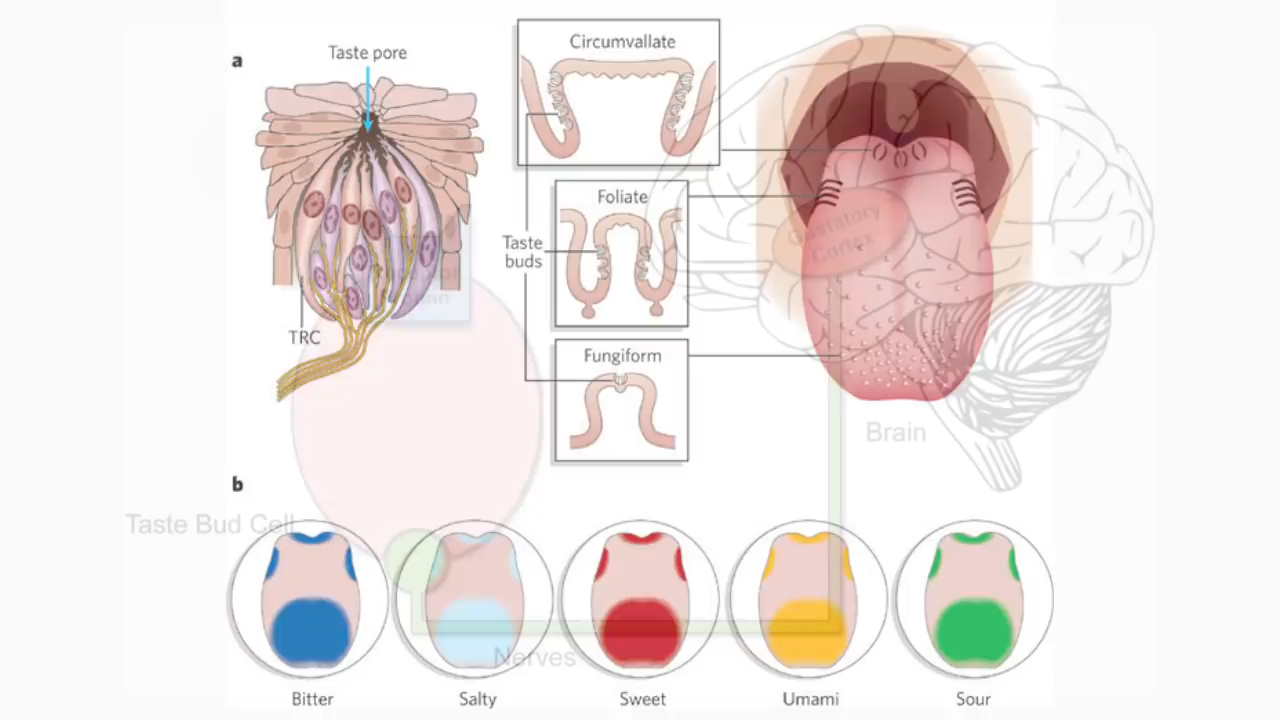 a
Taste pore
TRC
Circumvallate
Foliate
Taste
buds
Fungiform
Gustatory
Cortex
Brain
b
Taste Bud Cell
Nerves
Bitter
Salty
Sweet
Umami
Sour